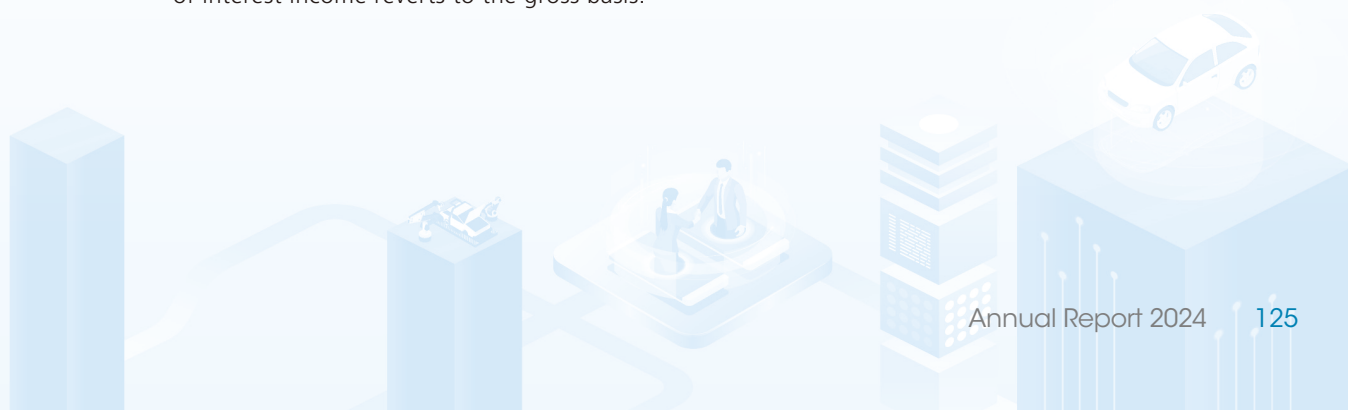 of interest income reverts to the gross basis.
Annual Report 2024 125